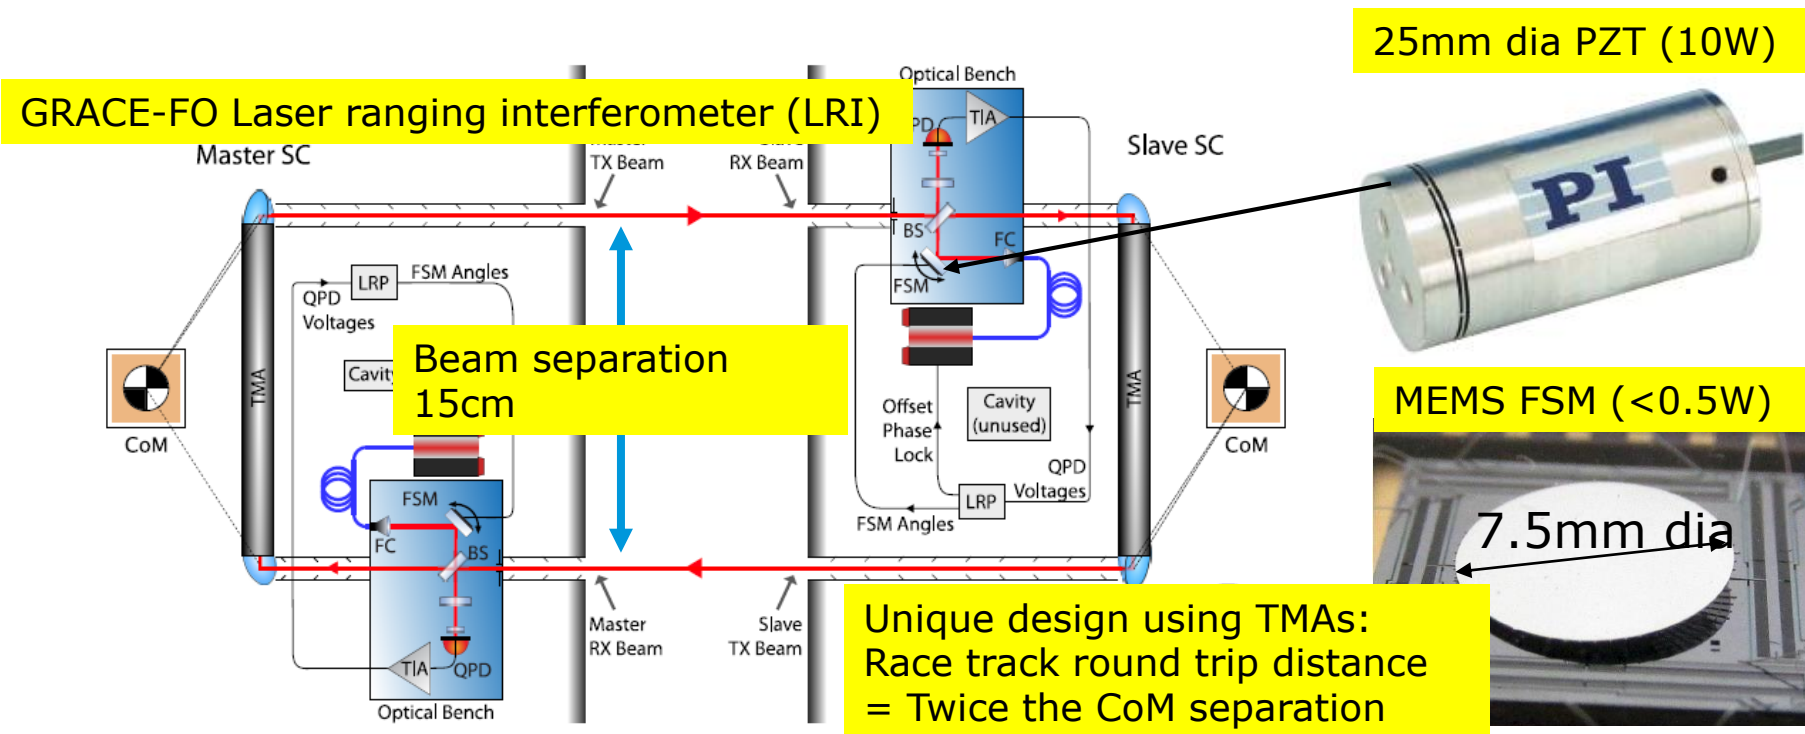 25mm dia PZT (10W)
GRACE-FO Laser ranging interferometer (LRI)
Optical Bench
TIA
Master SC
TX Beam
RX Beam
Slave SC
PI
BS
FC
FSM
LRP
FSM Angles
QPD
Voltages
TMA
CoM
Beam separation
15cm
Offset
Phase
Lock
Cavity
(unused)
QPD
Voltages
LRP
FSM Angles
TMA
CoM
MEMS FSM (<0.5W)
7.5mm dia
FSM
FC
BS
Master
RX Beam
Slave
TX Beam
TIA
QPD
Optical Bench
Unique design using TMAs:
Race track round trip distance
= Twice the CoM separation